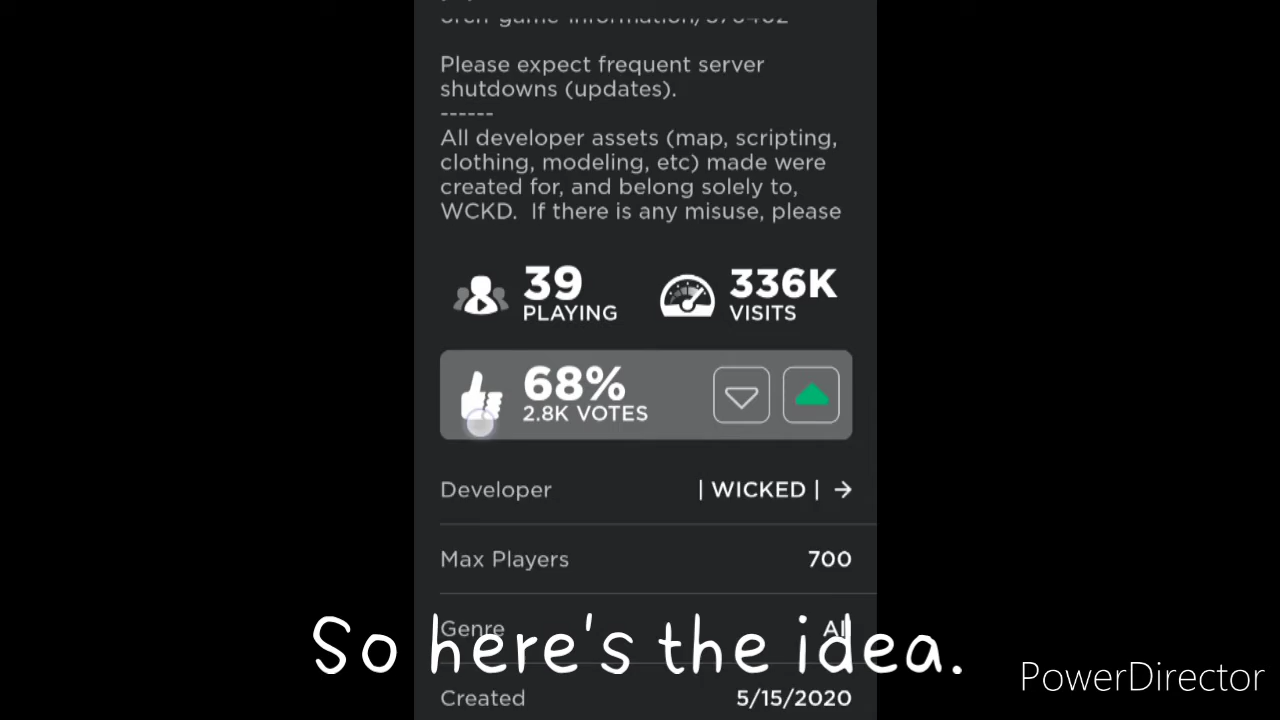 Please expect frequent server
shutdowns (updates).
------
All developer assets (map, scripting,
clothing, modeling, etc) made were
created for, and belong solely to,
WCKD.  If there is any misuse, please
39
PLAYING
336K
VISITS
68%
2.8K VOTES
Developer | WICKED | →
Max Players 700
Genre All
So here's the idea.
Created 5/15/2020
PowerDirector